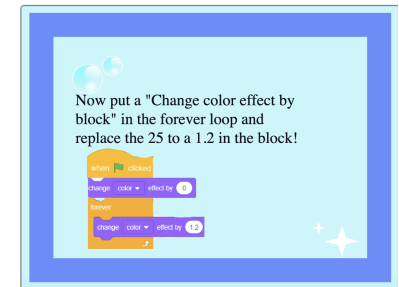 Now put a "Change color effect by
block" in the forever loop and
replace the 25 to a 1.2 in the block!
when clicked
change color effect by 0
forever
change color effect by 1.2